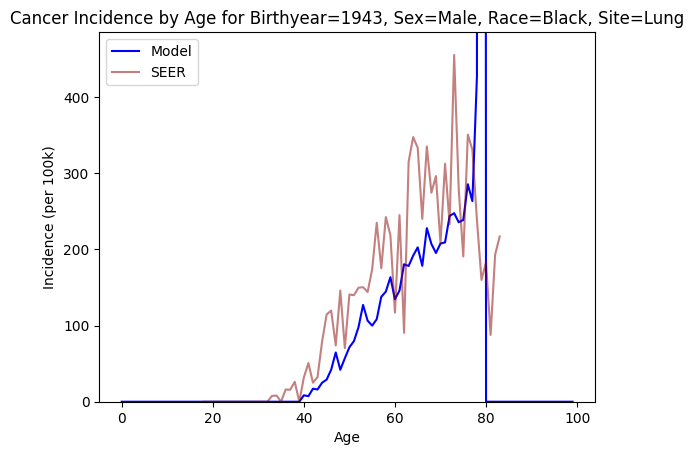 Cancer Incidence by Age for Birthyear=1943, Sex=Male, Race=Black, Site=Lung
Model
SEER
400
300
200
100
0
Incidence (per 100k)
0 20 40 60 80 100
Age